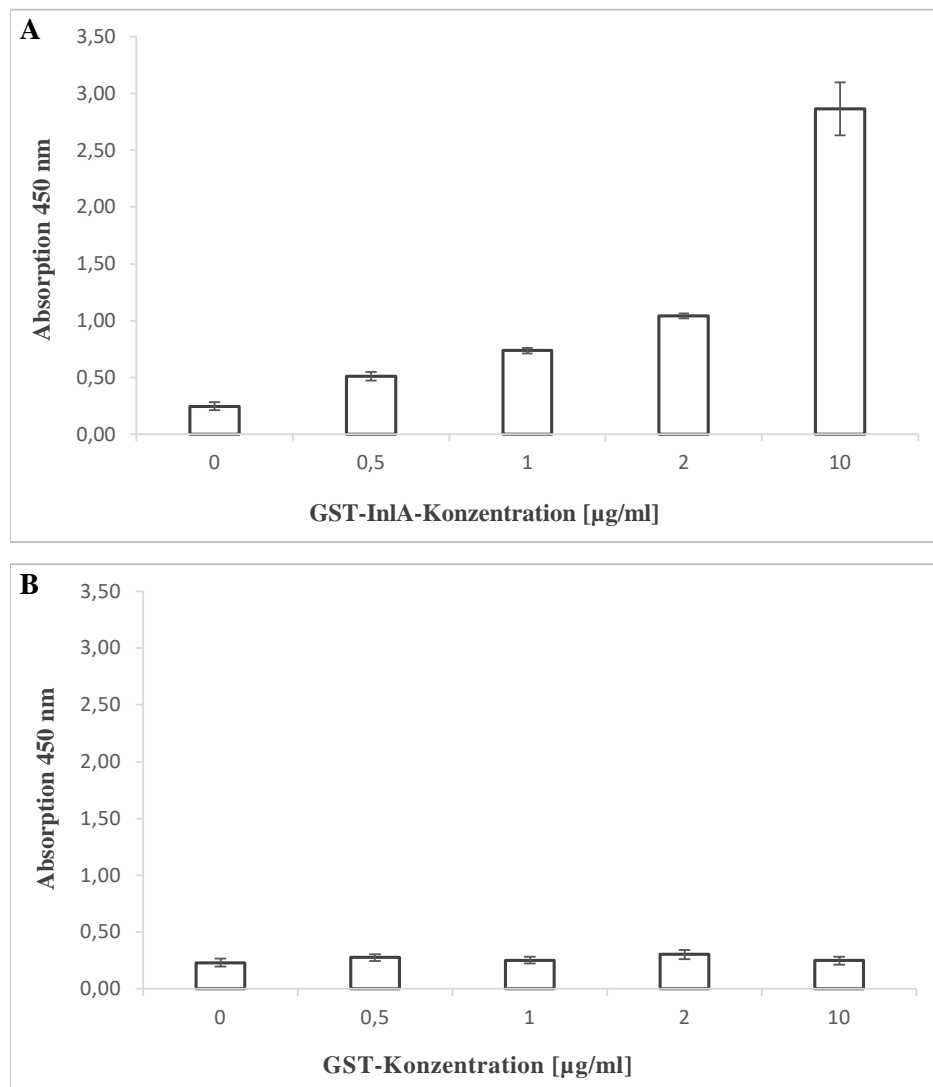 A
3,50
3,00
2,50
2,00
1,50
1,00
0,50
0,00
Absorption 450 nm
0 0,5 1 2 10
GST-InlA-Konzentration [µg/ml]
B
3,50
3,00
2,50
2,00
1,50
1,00
0,50
0,00
Absorption 450 nm
0 0,5 1 2 10
GST-Konzentration [µg/ml]